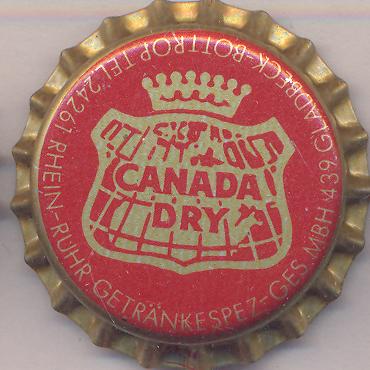 CANADA
DRY
RHEIN-RUHR GETRÄNKESPEZ-GES MBH 439 GLADBECK-BOTTROP TEL 24261